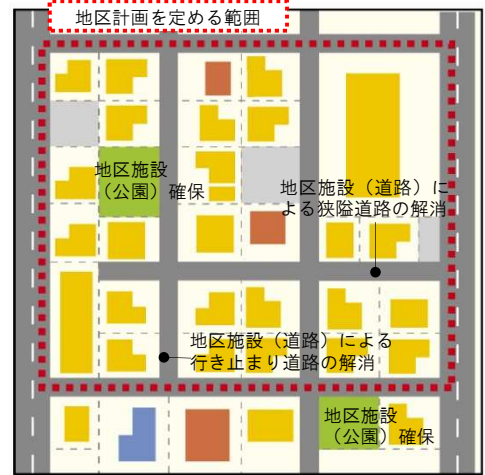 地区計画を定める範囲
地区施設
（公園）確保
地区施設（道路）に
よる狭隘道路の解消
地区施設（道路）による
行き止まり道路の解消
地区施設
（公園）確保